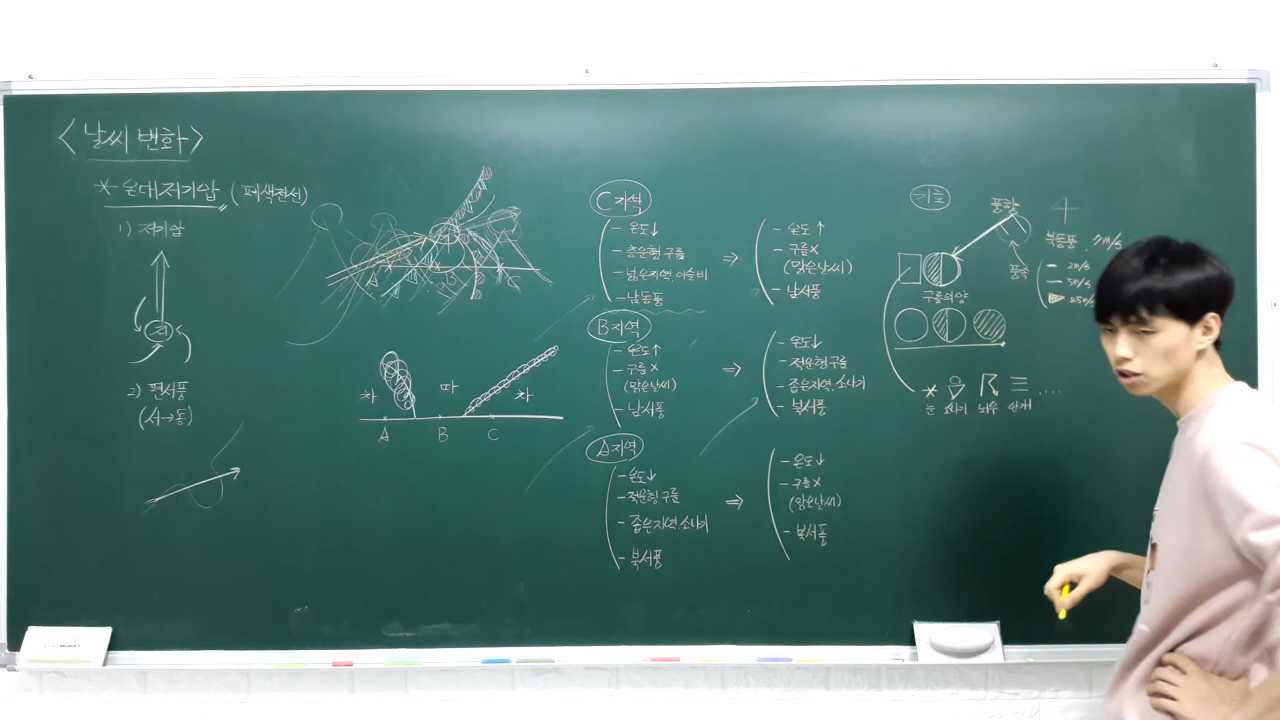 <날씨 변화>
* 온대저기압 (폐색전선)
1) 저기압
저
2) 편서풍
(서→동)
차
따
차
A
B
C
C지역
- 온도↓
- 층운형 구름
- 넓은지역, 이슬비
- 남동풍
⇒
- 온도↑
- 구름X
(맑은날씨)
- 남서풍
B지역
- 온도↑
- 구름X
(맑은날씨)
- 남서풍
⇒
- 온도↓
- 적운형구름
- 좁은지역, 소나기
- 북서풍
A지역
- 온도↓
- 적운형 구름
- 좁은지역, 소나기
- 북서풍
⇒
- 온도↓
- 구름X
(맑은날씨)
- 북서풍
기호
풍향
풍속
북동풍, 7m/s
2m/s
5m/s
25m/s
구름의양
눈 소나기 뇌우 안개 ....